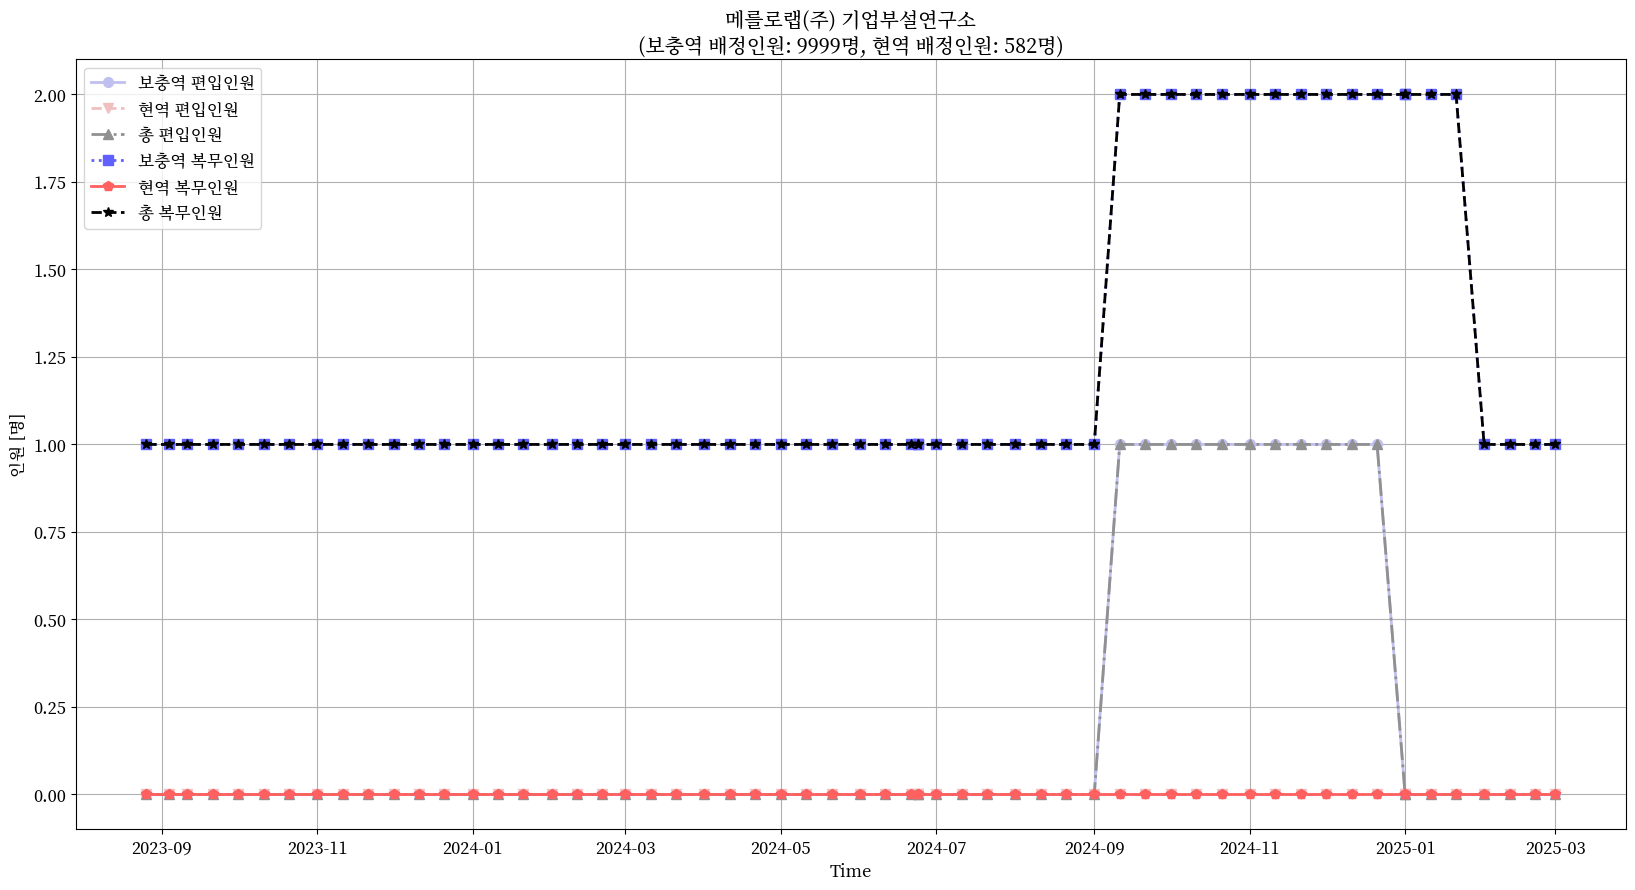 메를로랩(주) 기업부설연구소
(보충역 배정인원: 9999명, 현역 배정인원: 582명)
보충역 편입인원
현역 편입인원
총 편입인원
보충역 복무인원
현역 복무인원
총 복무인원
인원 [명]
2.00
1.75
1.50
1.25
1.00
0.75
0.50
0.25
0.00
2023-09
2023-11
2024-01
2024-03
2024-05
2024-07
2024-09
2024-11
2025-01
2025-03
Time